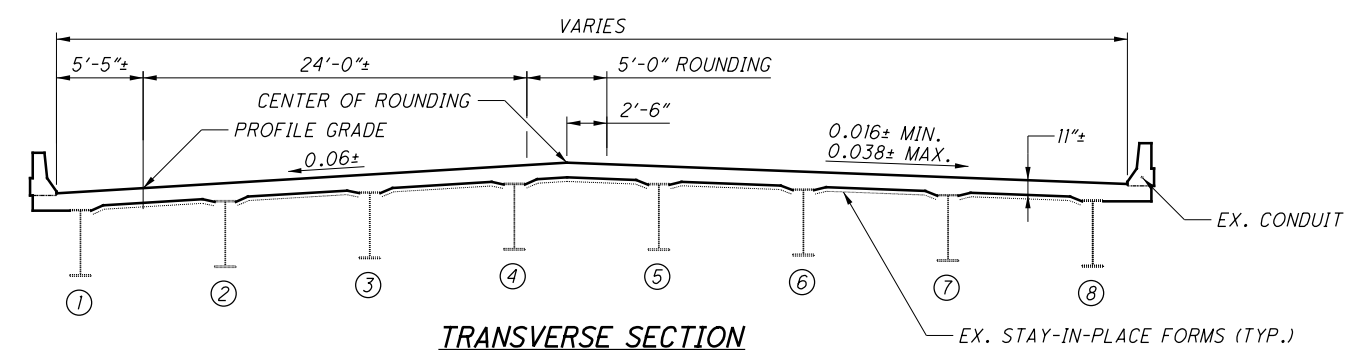 VARIES
5'-5"±
24'-0"±
5'-0" ROUNDING
CENTER OF ROUNDING
2'-6"
PROFILE GRADE
0.016± MIN.
0.038± MAX.
11"±
0.06±
EX. CONDUIT
1
2
3
4
5
6
7
8
TRANSVERSE SECTION
EX. STAY-IN-PLACE FORMS (TYP.)